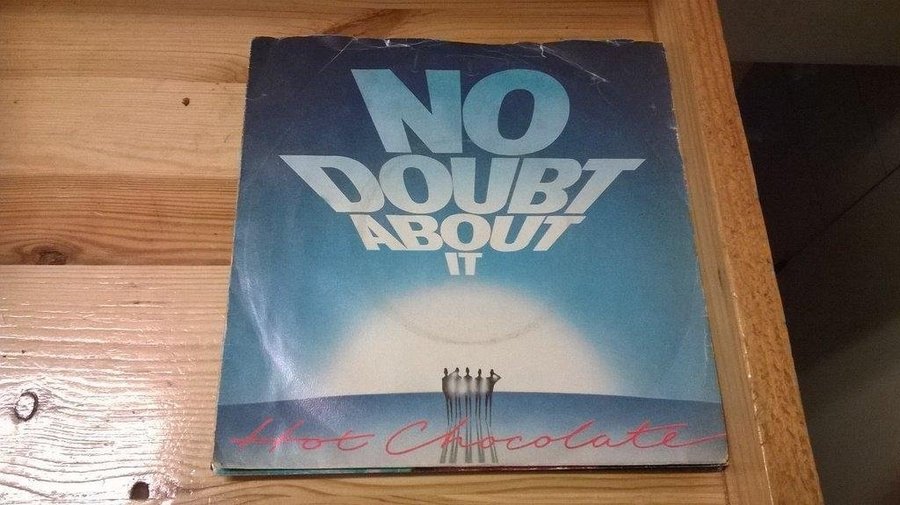 NO
DOUBT
ABOUT
IT
Hot Chocolate